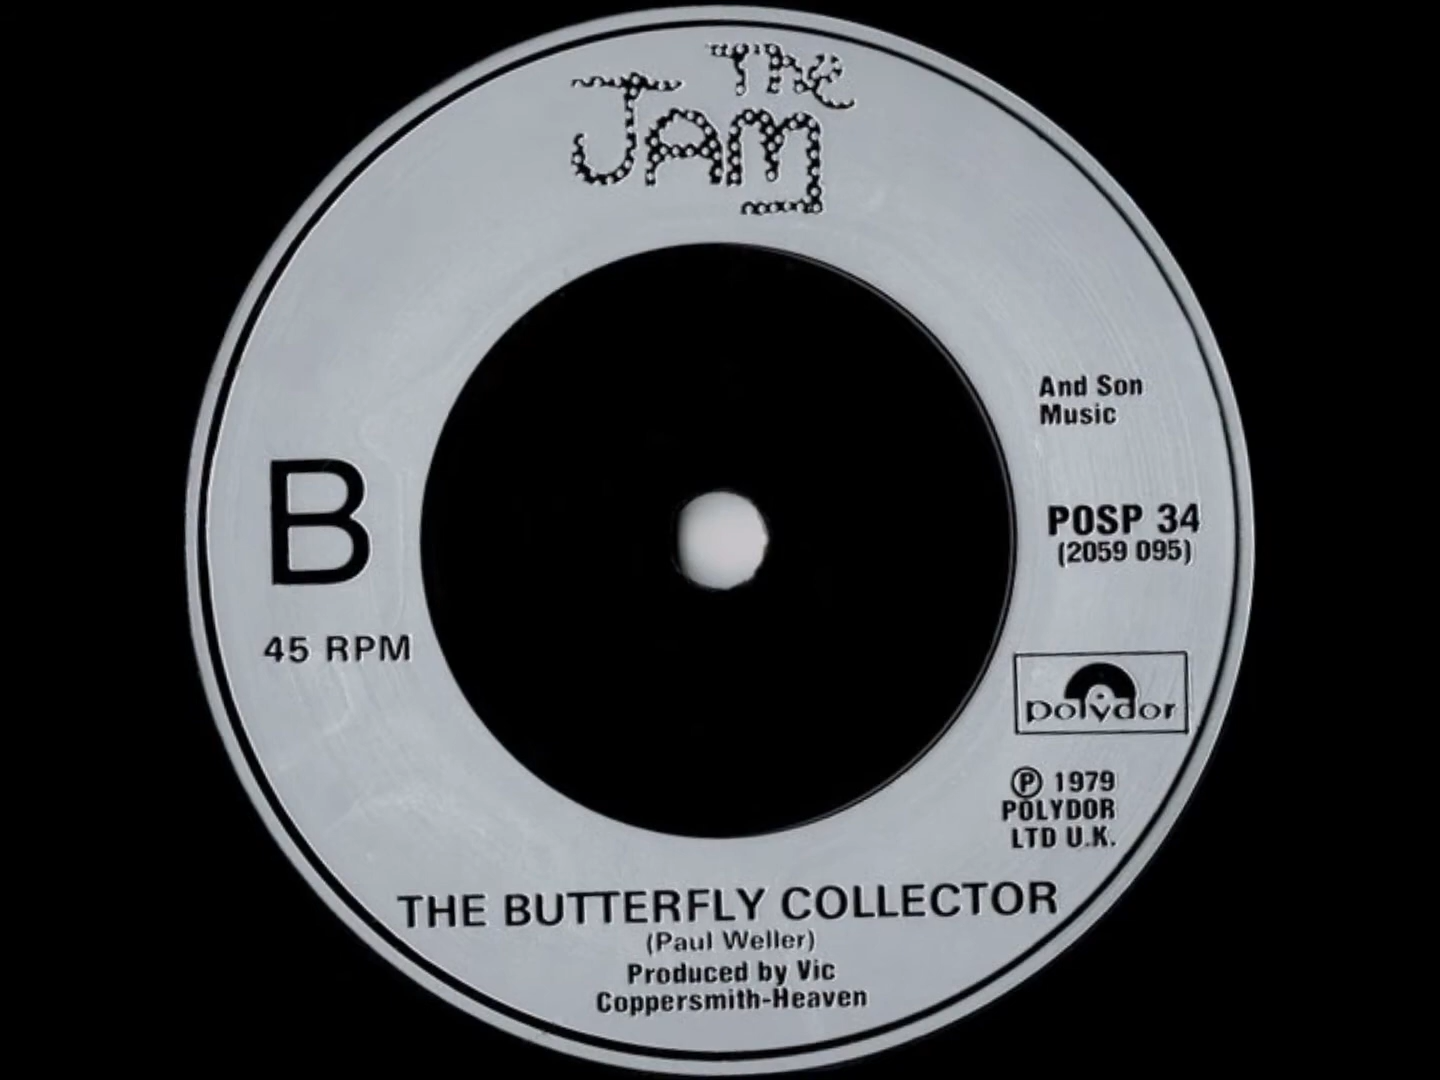 The
JAM
And Son
Music
B
POSP 34
(2059 095)
45 RPM
polydor
Ⓟ 1979
POLYDOR
LTD U.K.
THE BUTTERFLY COLLECTOR
(Paul Weller)
Produced by Vic
Coppersmith-Heaven